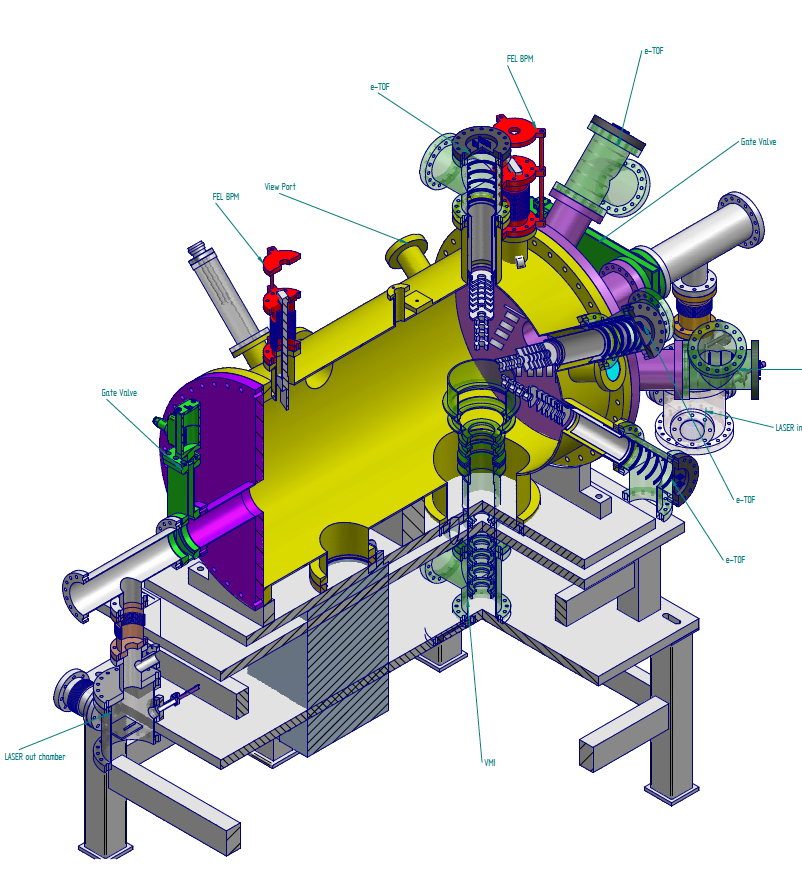 e-TOF
FEL BPM
e-TOF
Gate Valve
View Port
FEL BPM
Gate Valve
LASER in
e-TOF
e-TOF
LASER out chamber
VMI